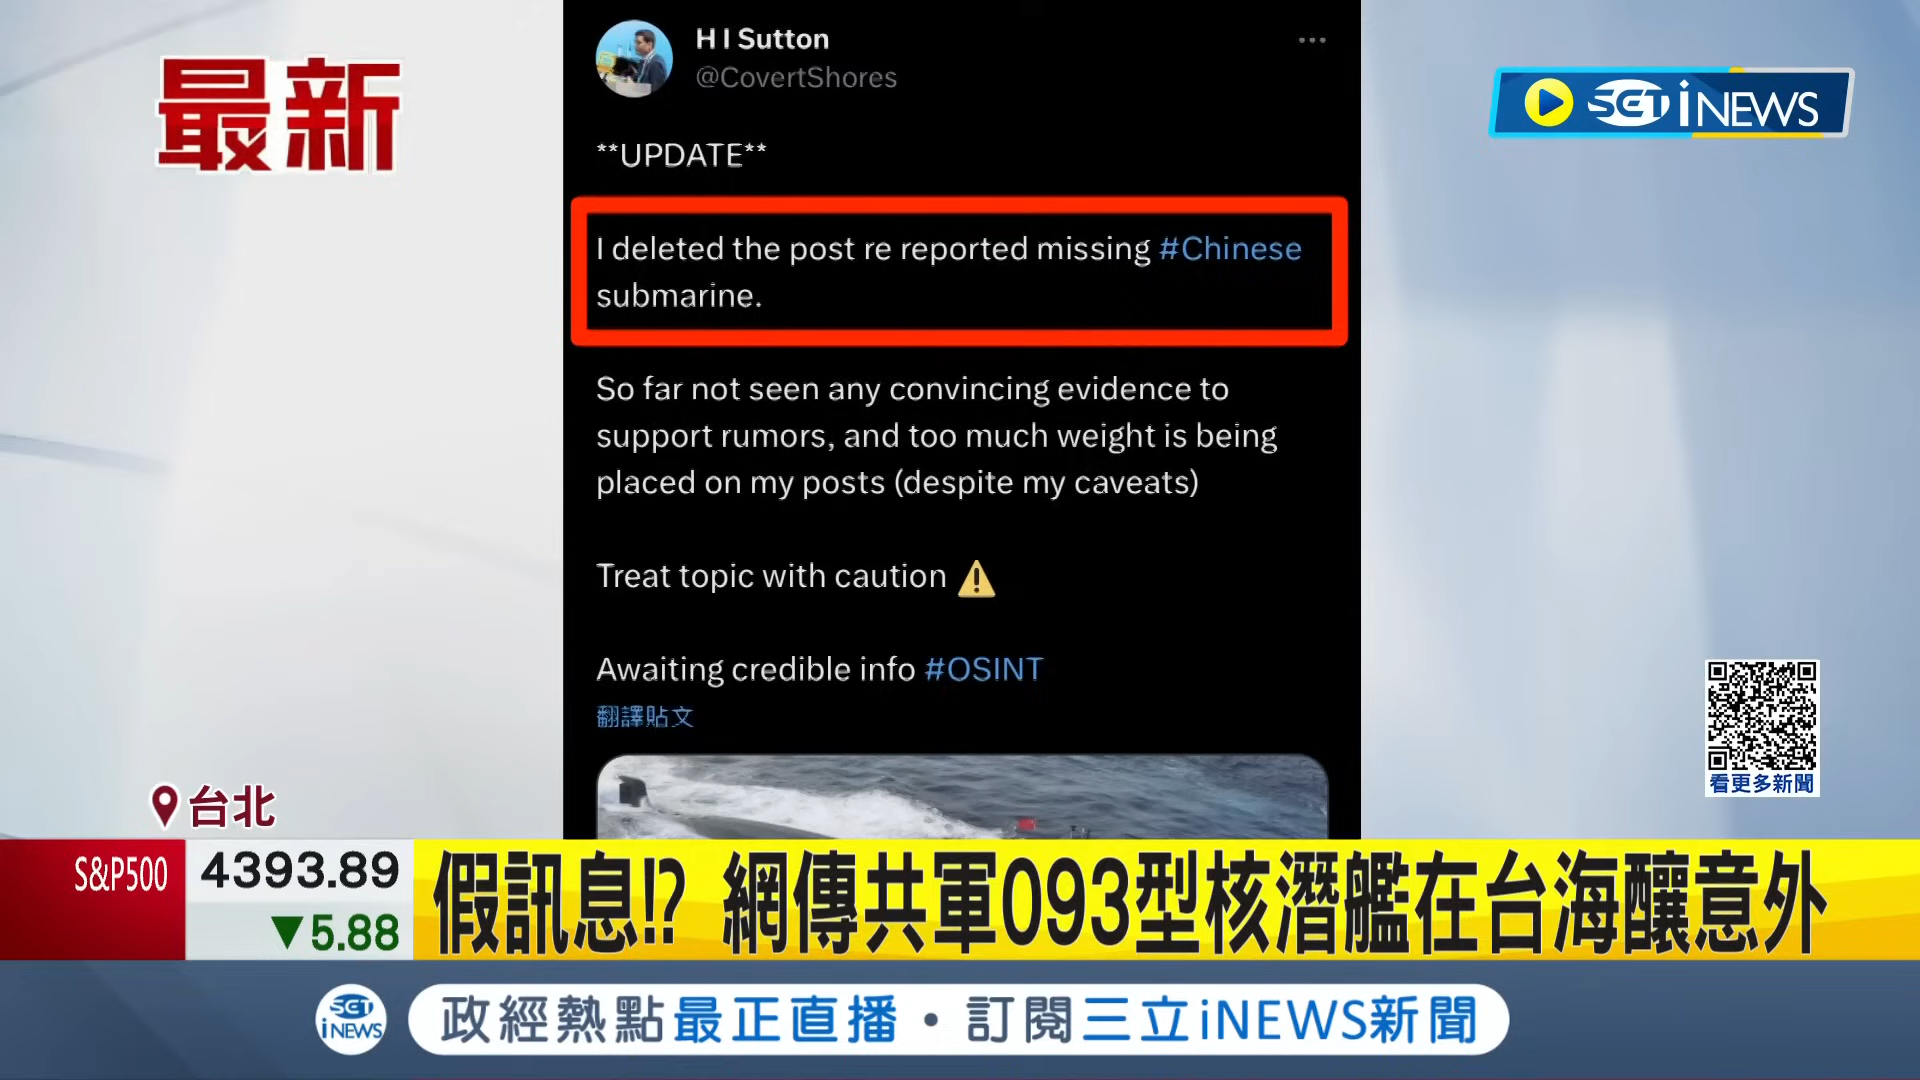 最新
H I Sutton
@CovertShores
SET iNEWS
**UPDATE**
I deleted the post re reported missing #Chinese
submarine.
So far not seen any convincing evidence to
support rumors, and too much weight is being
placed on my posts (despite my caveats)
Treat topic with caution ⚠️
Awaiting credible info #OSINT
翻譯貼文
看更多新聞
台北
S&P500
4393.89
▼5.88
假訊息!? 網傳共軍093型核潛艦在台海釀意外
SET iNEWS
政經熱點最正直播・訂閱三立iNEWS新聞